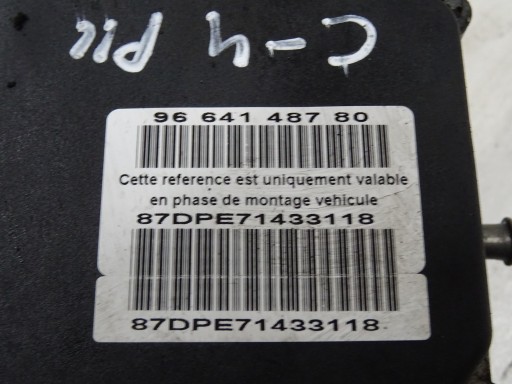 C-4 PIC
96 641 487 80
Cette reference est uniquement valable
en phase de montage vehicule
87DPE71433118
87DPE71433118